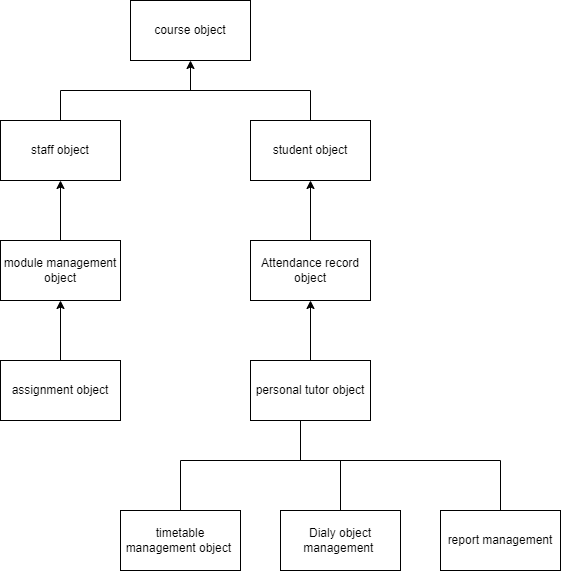 course object
staff object
student object
module management
object
Attendance record
object
assignment object
personal tutor object
timetable
management object
Dialy object
management
report management